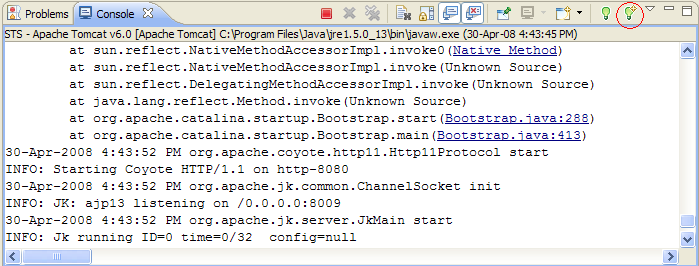 Problems Console
STS - Apache Tomcat v6.0 [Apache Tomcat] C:\Program Files\Java\jre1.5.0_13\bin\javaw.exe (30-Apr-08 4:43:45 PM)
at sun.reflect.NativeMethodAccessorImpl.invoke0(Native Method)
at sun.reflect.NativeMethodAccessorImpl.invoke(Unknown Source)
at sun.reflect.DelegatingMethodAccessorImpl.invoke(Unknown Source)
at java.lang.reflect.Method.invoke(Unknown Source)
at org.apache.catalina.startup.Bootstrap.start(Bootstrap.java:288)
at org.apache.catalina.startup.Bootstrap.main(Bootstrap.java:413)
30-Apr-2008 4:43:52 PM org.apache.coyote.http11.Http11Protocol start
INFO: Starting Coyote HTTP/1.1 on http-8080
30-Apr-2008 4:43:52 PM org.apache.jk.common.ChannelSocket init
INFO: JK: ajp13 listening on /0.0.0.0:8009
30-Apr-2008 4:43:52 PM org.apache.jk.server.JkMain start
INFO: Jk running ID=0 time=0/32  config=null